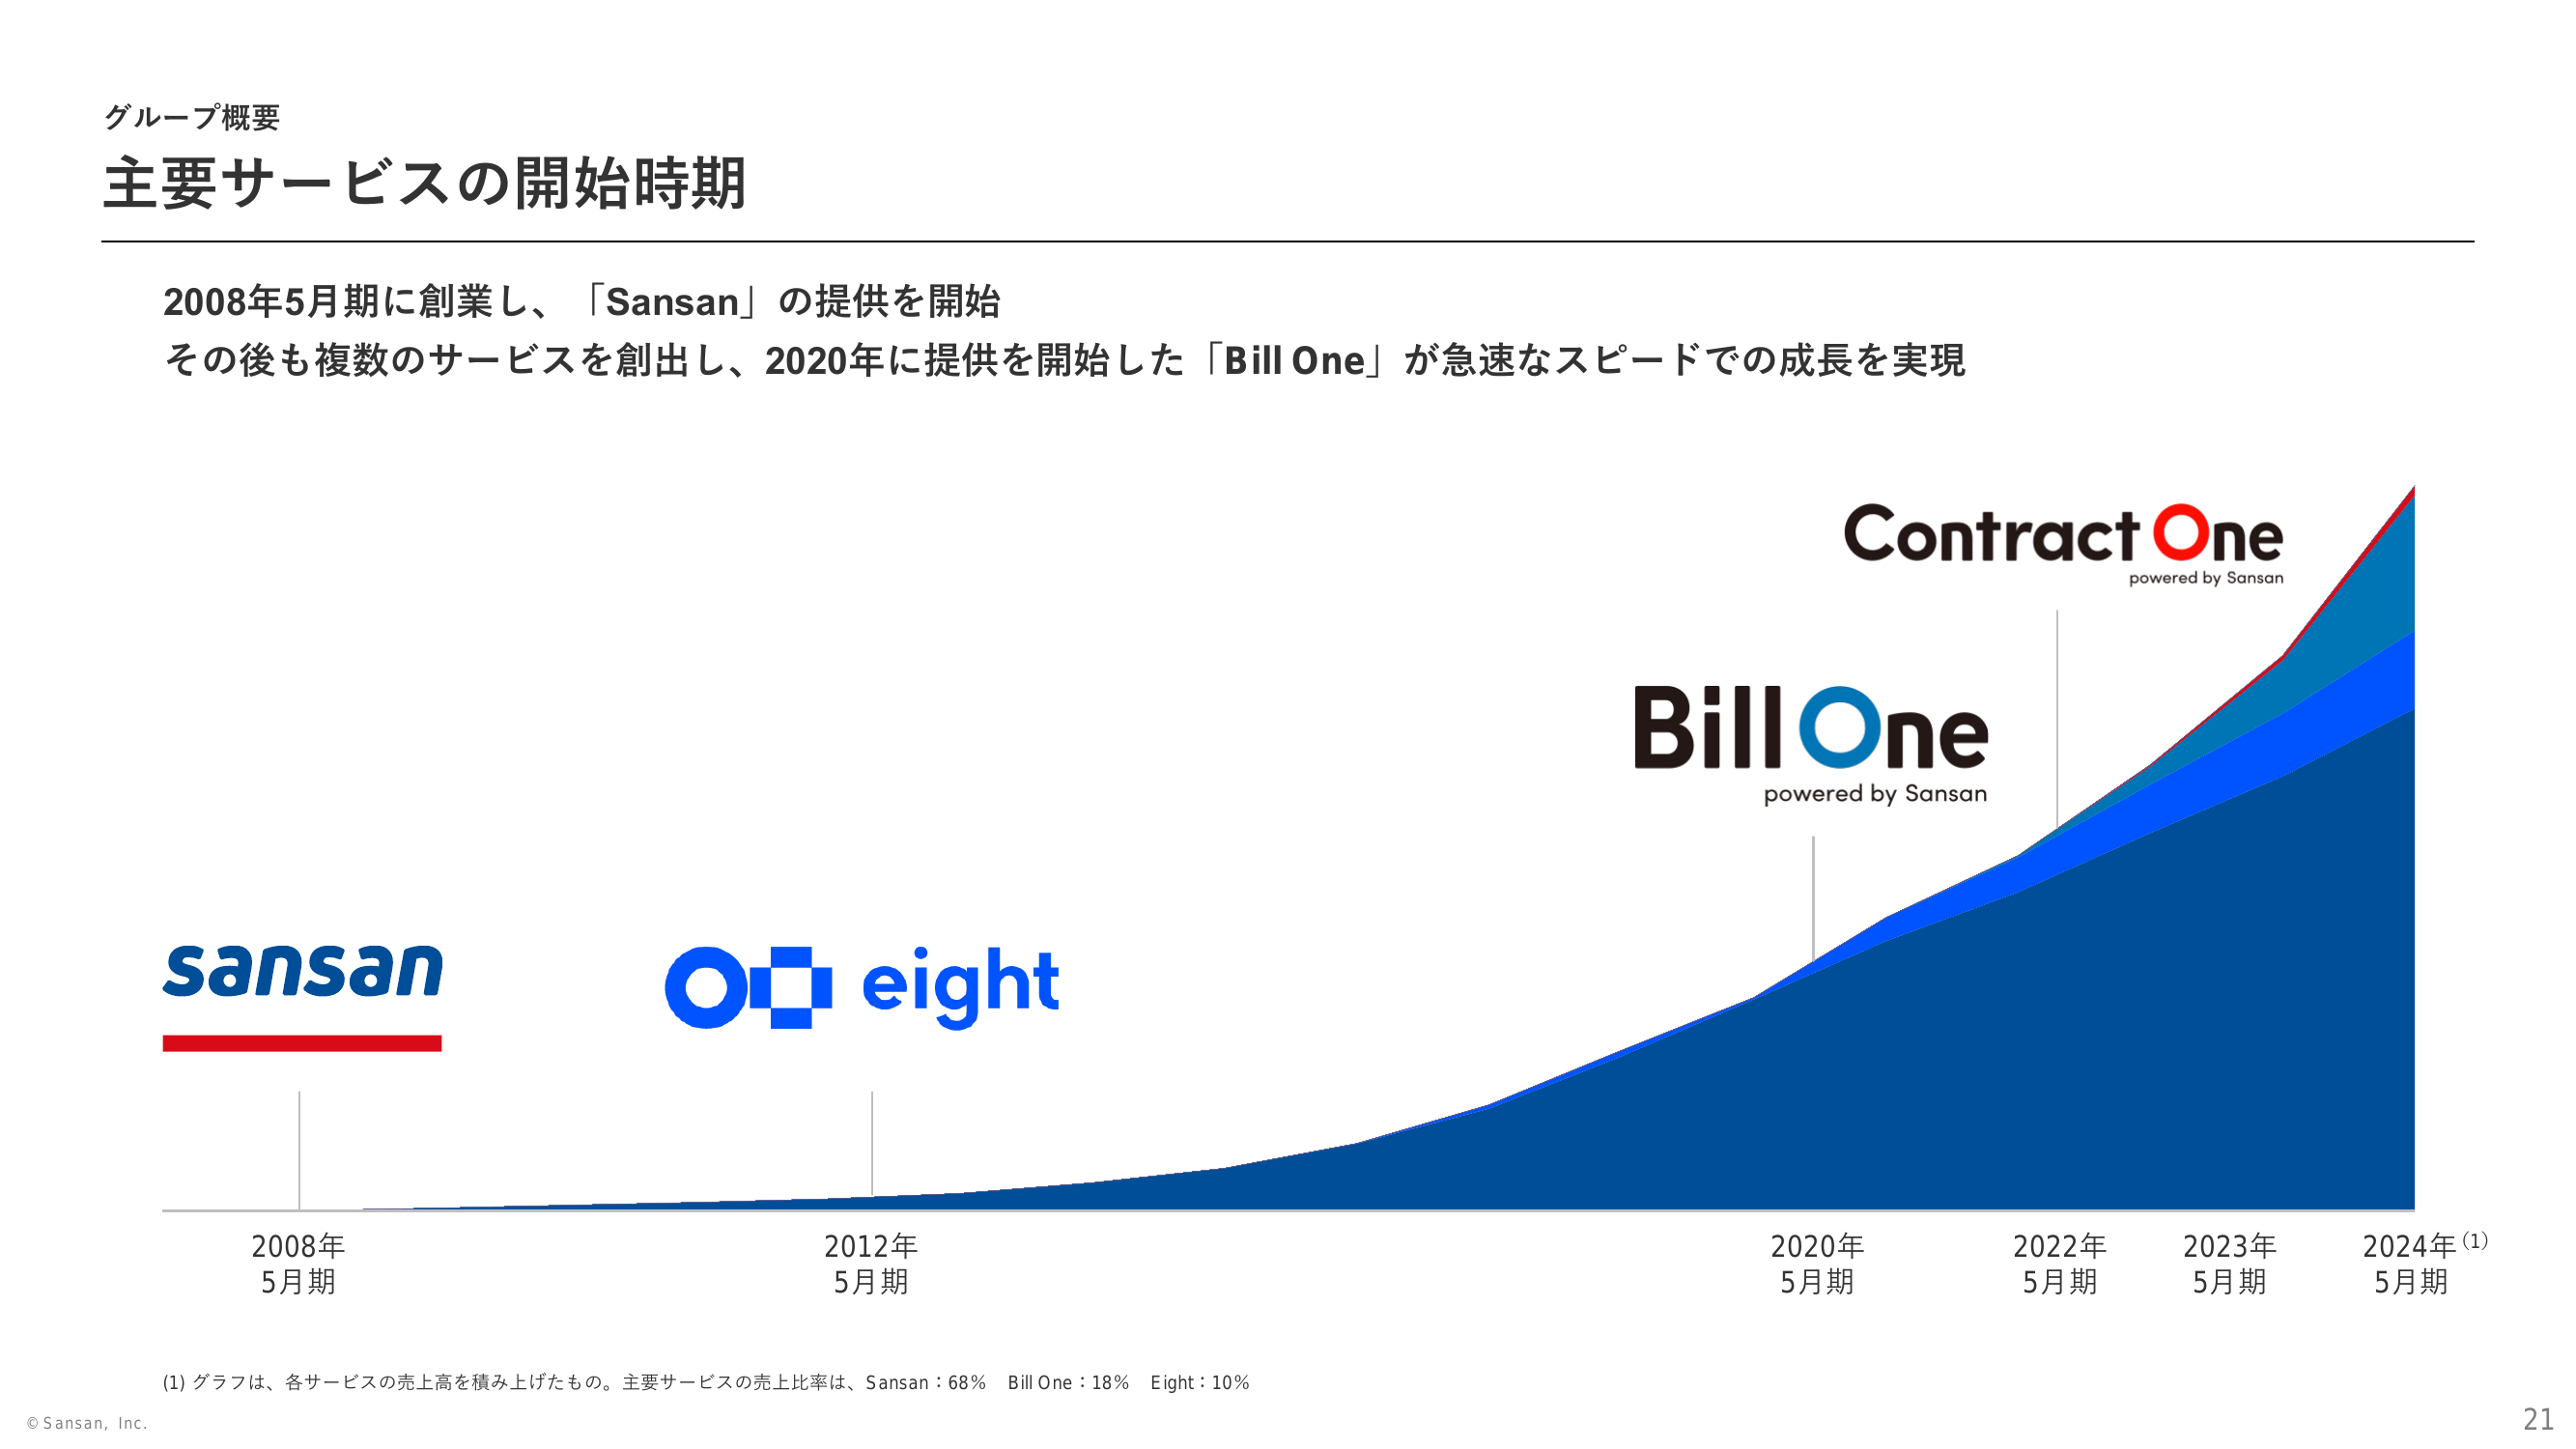 グループ概要
主要サービスの開始時期
2008年5月期に創業し、「Sansan」の提供を開始
その後も複数のサービスを創出し、2020年に提供を開始した「Bill One」が急速なスピードでの成長を実現
Contract One
powered by Sansan
Bill One
powered by Sansan
sansan
eight
2008年
5月期
2012年
5月期
2020年
5月期
2022年
5月期
2023年
5月期
2024年(1)
5月期
(1) グラフは、各サービスの売上高を積み上げたもの。主要サービスの売上比率は、Sansan：68%　Bill One：18%　Eight：10%
© Sansan, Inc.
21